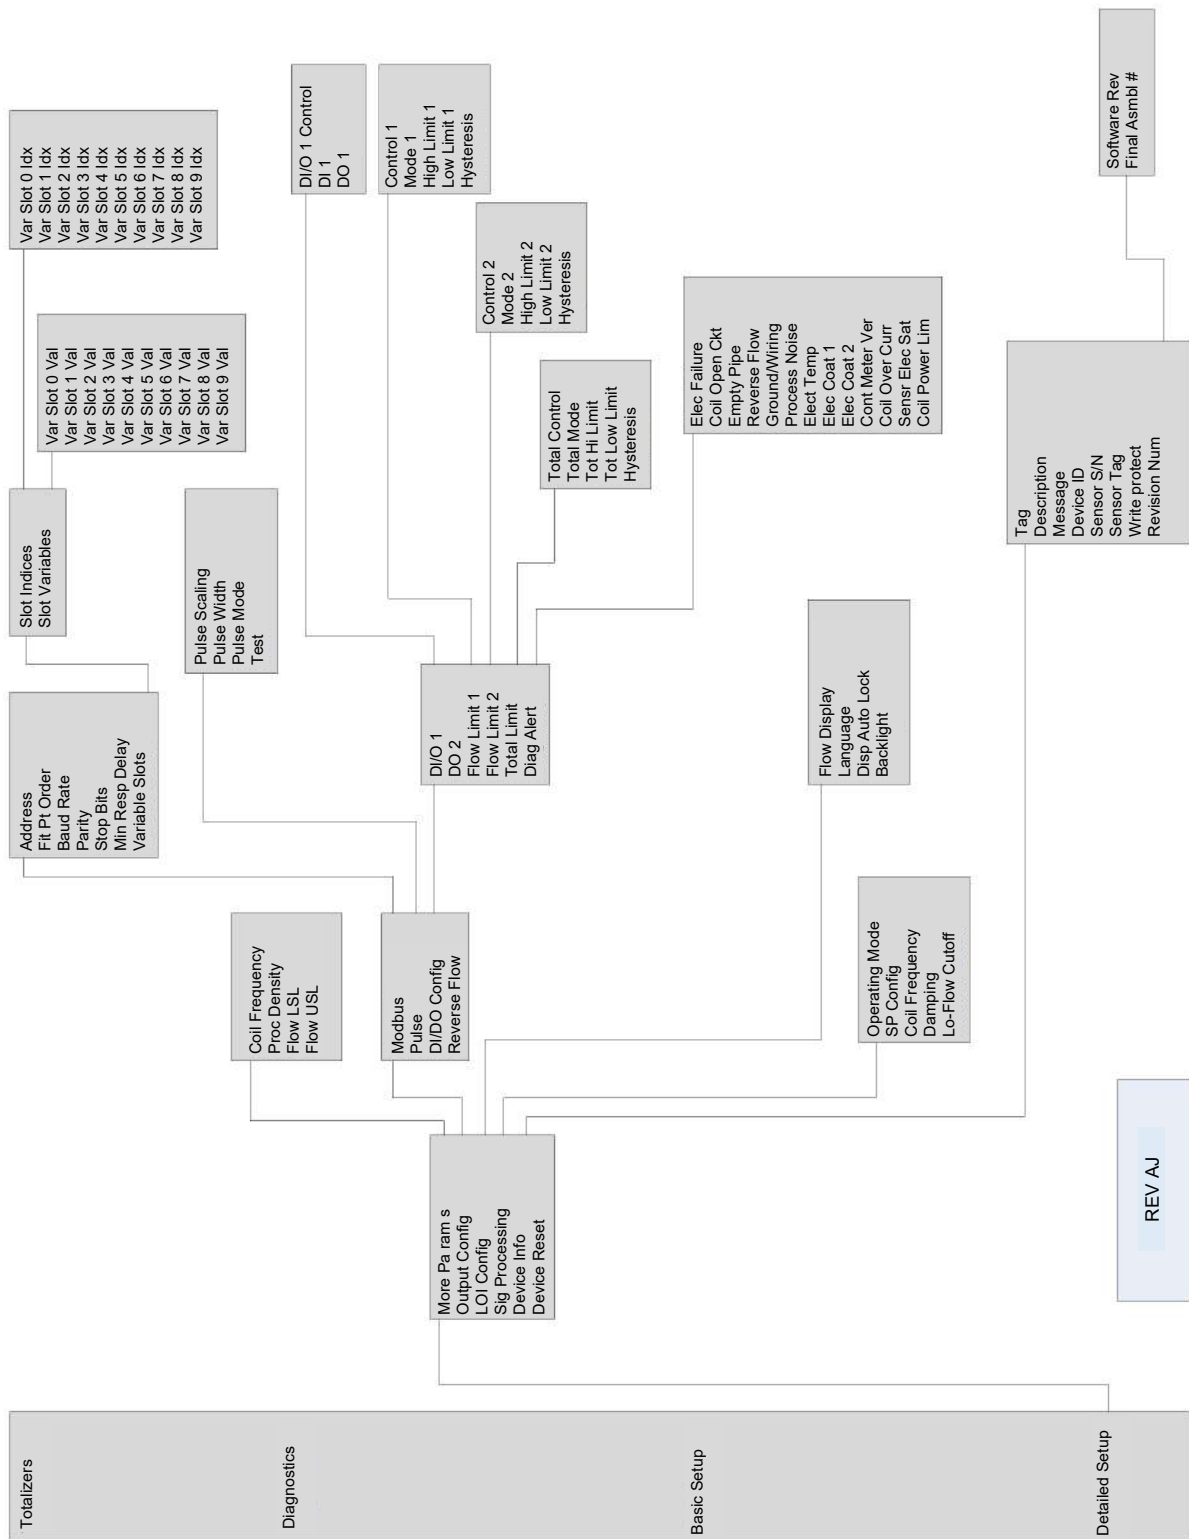 Totalizers
Diagnostics
Basic Setup
Detailed Setup
More Pa ram s
Output Config
LOI Config
Sig Processing
Device Info
Device Reset
Coil Frequency
Proc Density
Flow LSL
Flow USL
Modbus
Pulse
DI/DO Config
Reverse Flow
Address
Flt Pt Order
Baud Rate
Parity
Stop Bits
Min Resp Delay
Variable Slots
Slot Indices
Slot Variables
Var Slot 0 Idx
Var Slot 1 Idx
Var Slot 2 Idx
Var Slot 3 Idx
Var Slot 4 Idx
Var Slot 5 Idx
Var Slot 6 Idx
Var Slot 7 Idx
Var Slot 8 Idx
Var Slot 9 Idx
Var Slot 0 Val
Var Slot 1 Val
Var Slot 2 Val
Var Slot 3 Val
Var Slot 4 Val
Var Slot 5 Val
Var Slot 6 Val
Var Slot 7 Val
Var Slot 8 Val
Var Slot 9 Val
Pulse Scaling
Pulse Width
Pulse Mode
Test
DI/O 1
DO 2
Flow Limit 1
Flow Limit 2
Total Limit
Diag Alert
DI/O 1 Control
DI 1
DO 1
Control 1
Mode 1
High Limit 1
Low Limit 1
Hysteresis
Control 2
Mode 2
High Limit 2
Low Limit 2
Hysteresis
Total Control
Total Mode
Tot Hi Limit
Tot Low Limit
Hysteresis
Elec Failure
Coil Open Ckt
Empty Pipe
Reverse Flow
Ground/Wiring
Process Noise
Elect Temp
Elec Coat 1
Elec Coat 2
Cont Meter Ver
Coil Over Curr
Sensr Elec Sat
Coil Power Lim
Flow Display
Language
Disp Auto Lock
Backlight
Operating Mode
SP Config
Coil Frequency
Damping
Lo-Flow Cutoff
Tag
Description
Message
Device ID
Sensor S/N
Sensor Tag
Write protect
Revision Num
Software Rev
Final Asmbl #
REV AJ